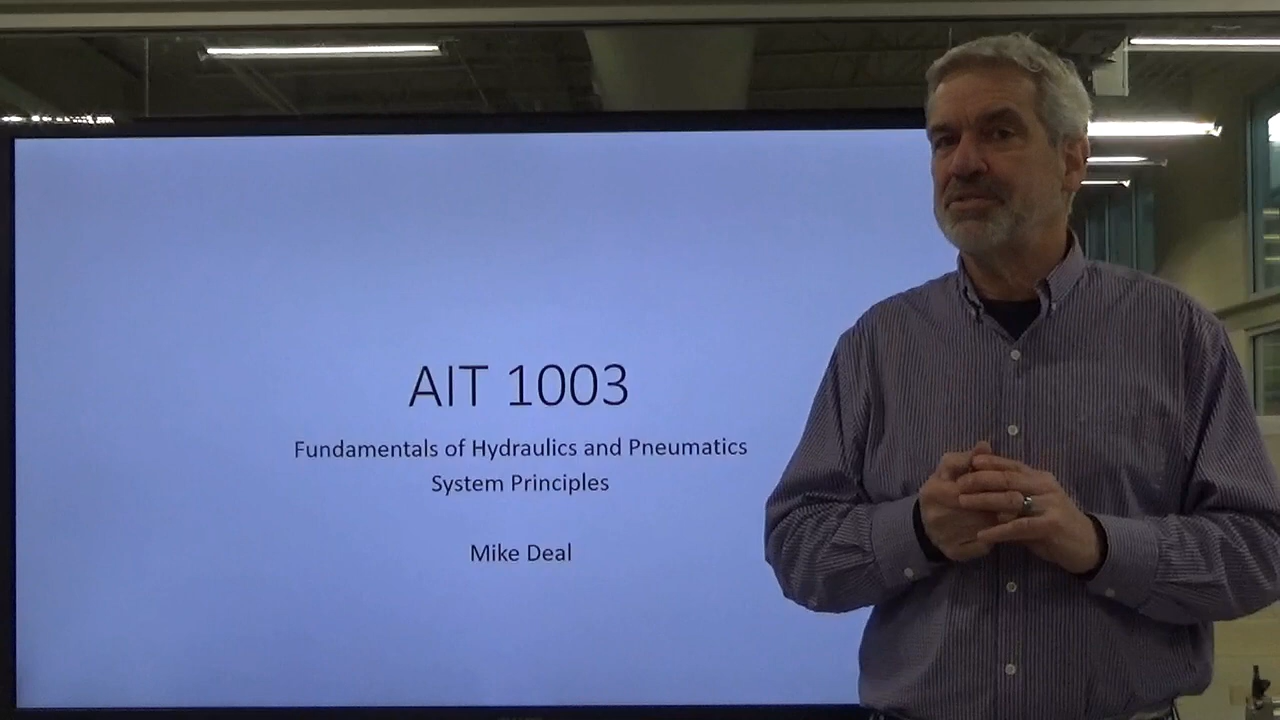 AIT 1003
Fundamentals of Hydraulics and Pneumatics
System Principles
Mike Deal